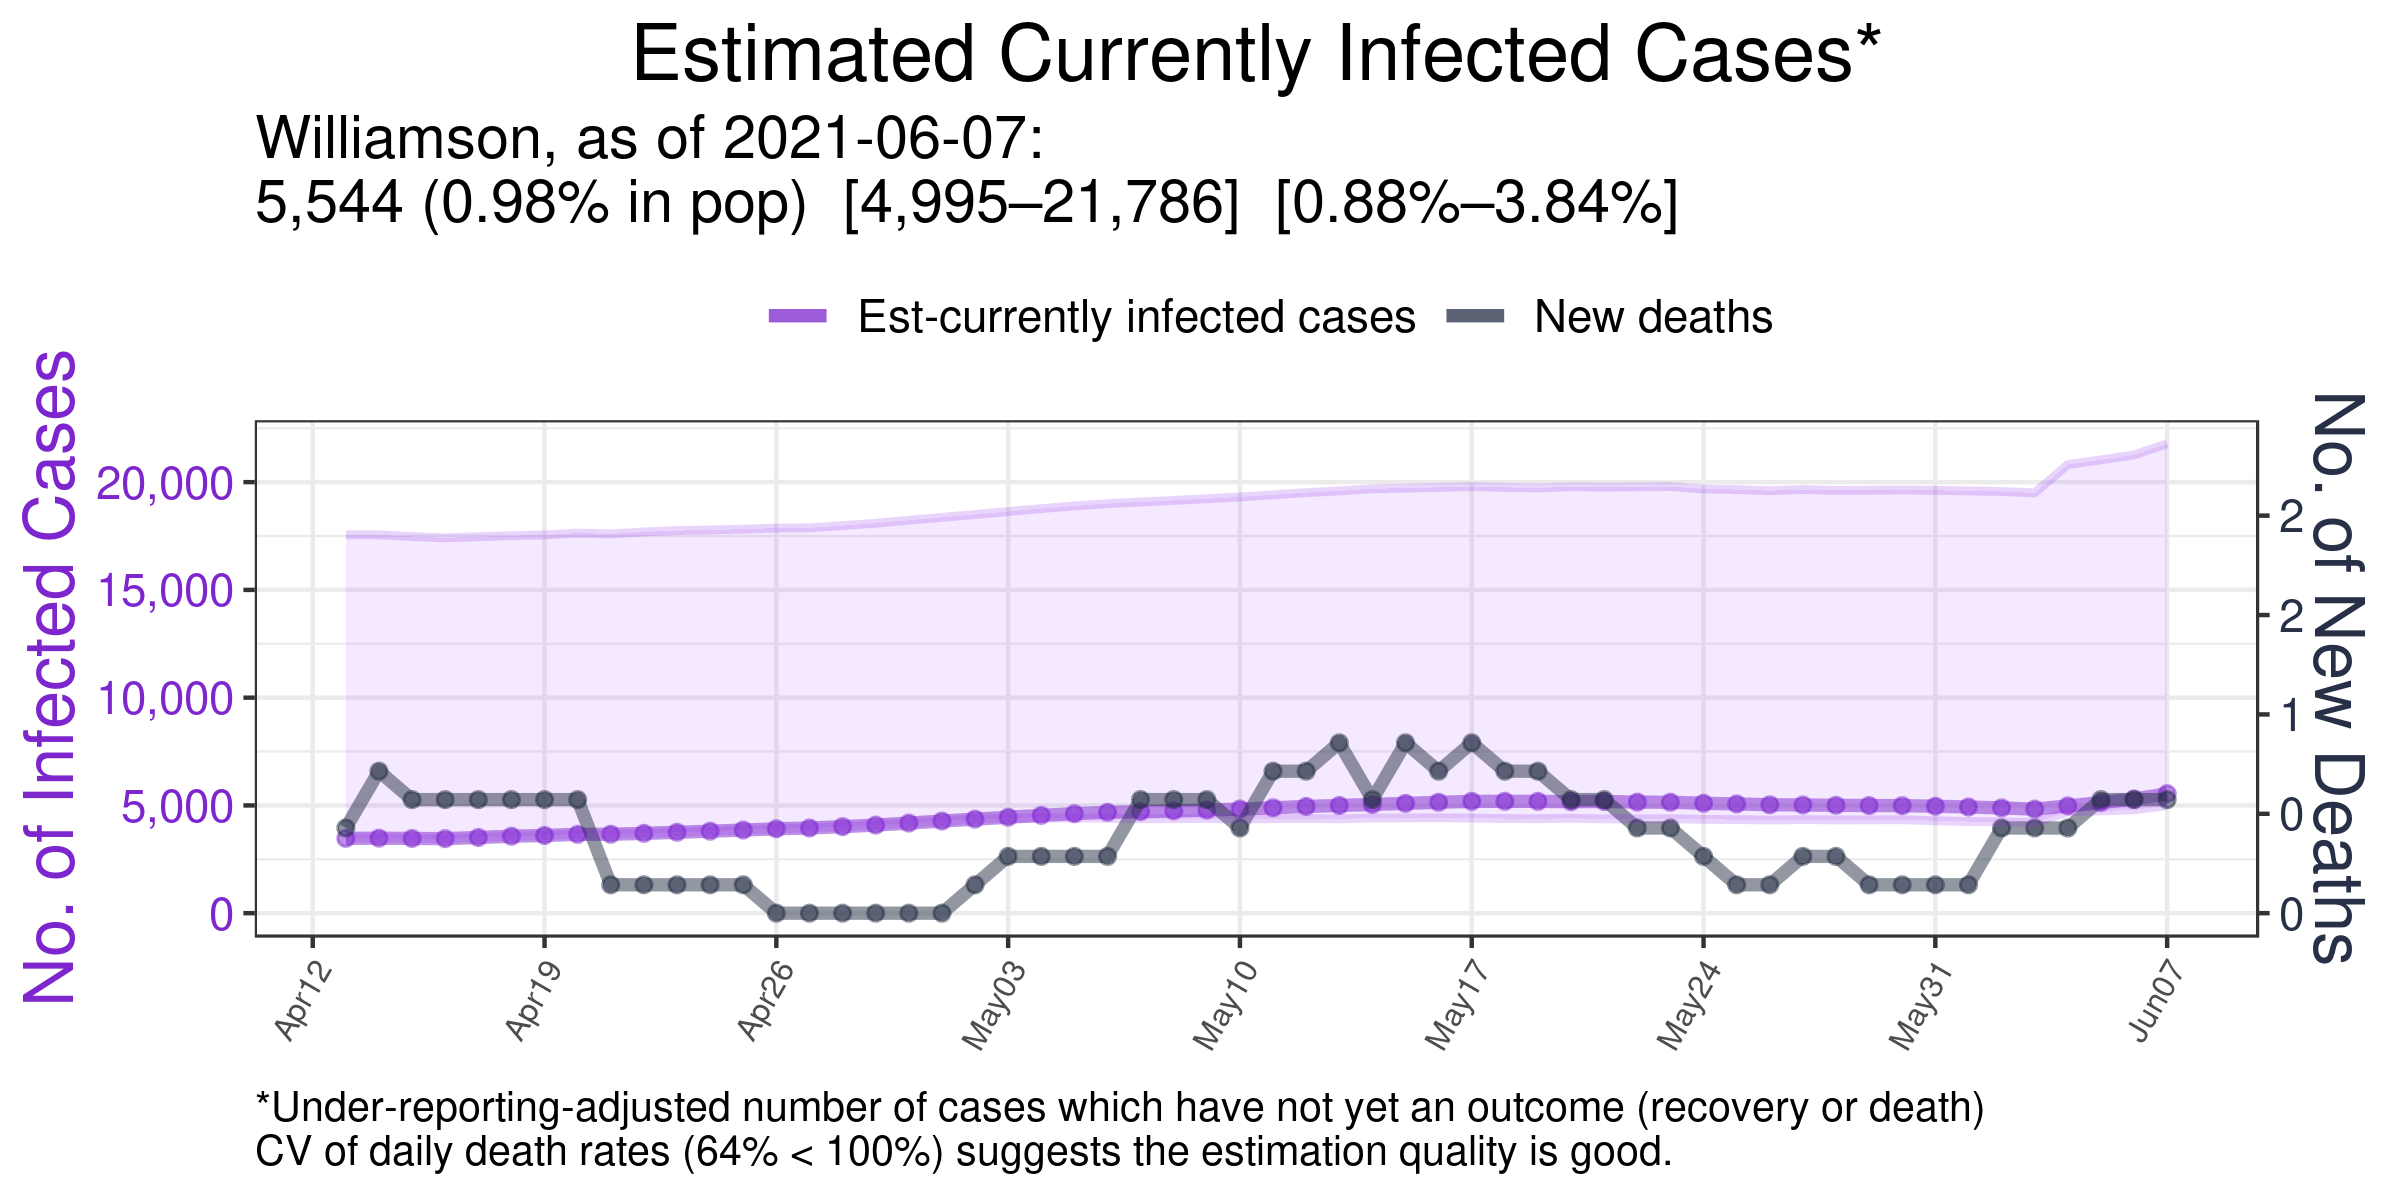 Estimated Currently Infected Cases*
Williamson, as of 2021-06-07:
5,544 (0.98% in pop) [4,995–21,786] [0.88%–3.84%]
Est-currently infected cases New deaths
No. of Infected Cases
20,000
15,000
10,000
5,000
0
2
2
1
0
0
No. of New Deaths
Apr12 Apr19 Apr26 May03 May10 May17 May24 May31 Jun07
*Under-reporting-adjusted number of cases which have not yet an outcome (recovery or death)
CV of daily death rates (64% < 100%) suggests the estimation quality is good.